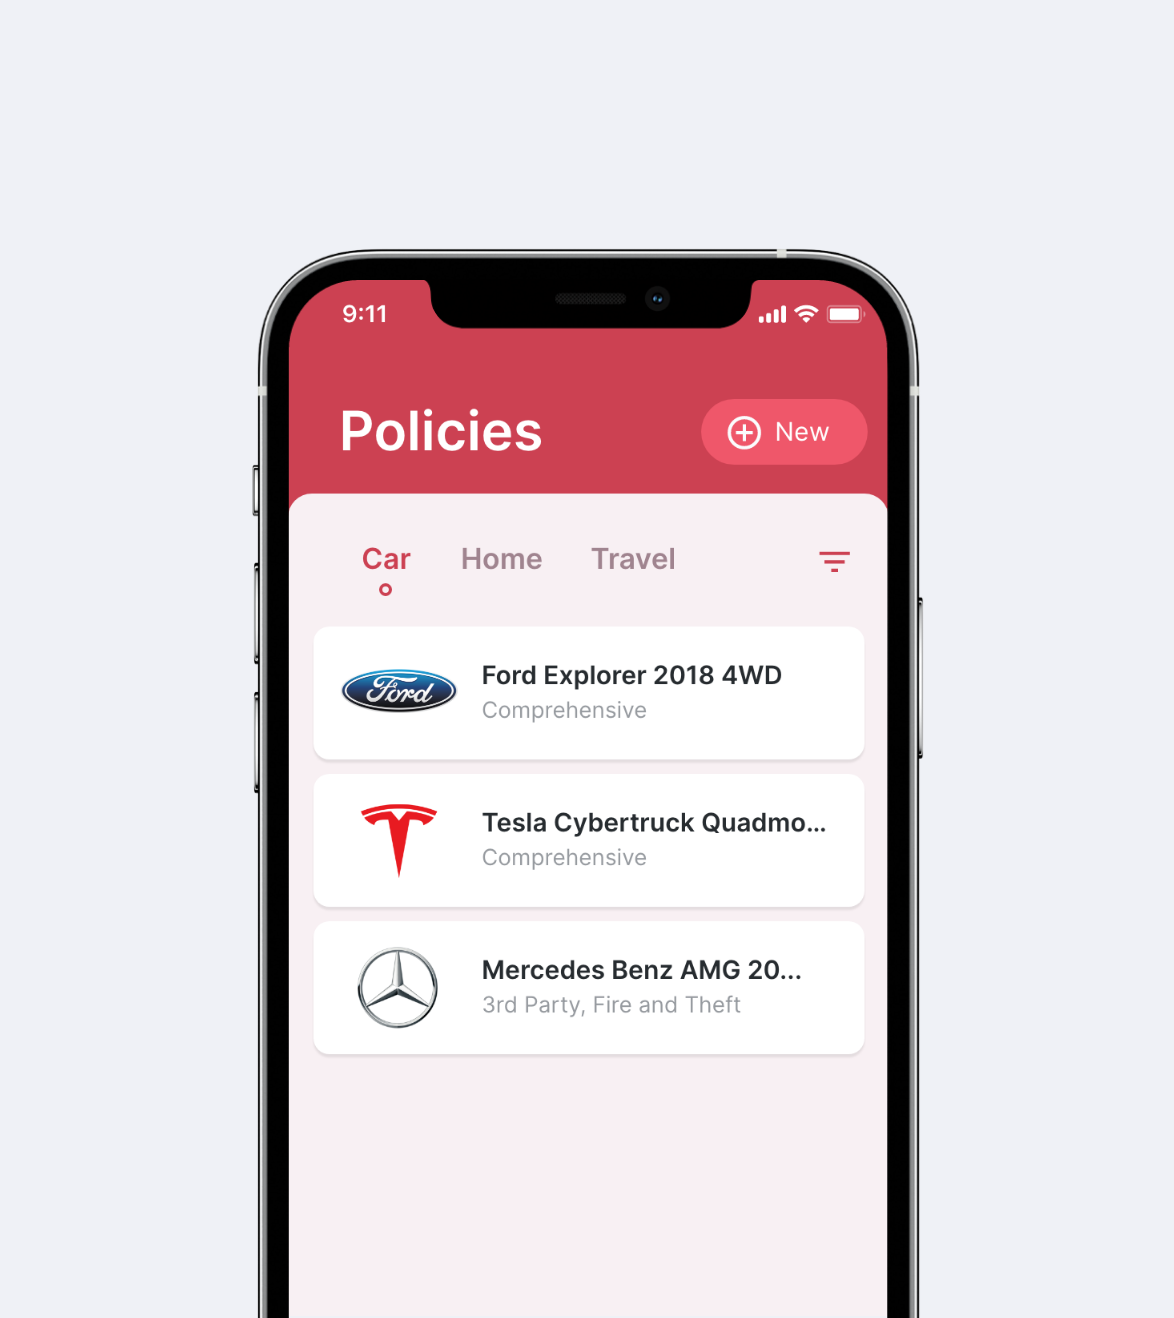 9:11
Policies
New
Car Home Travel
Ford
Ford Explorer 2018 4WD
Comprehensive
Tesla Cybertruck Quadmo...
Comprehensive
Mercedes Benz AMG 20...
3rd Party, Fire and Theft